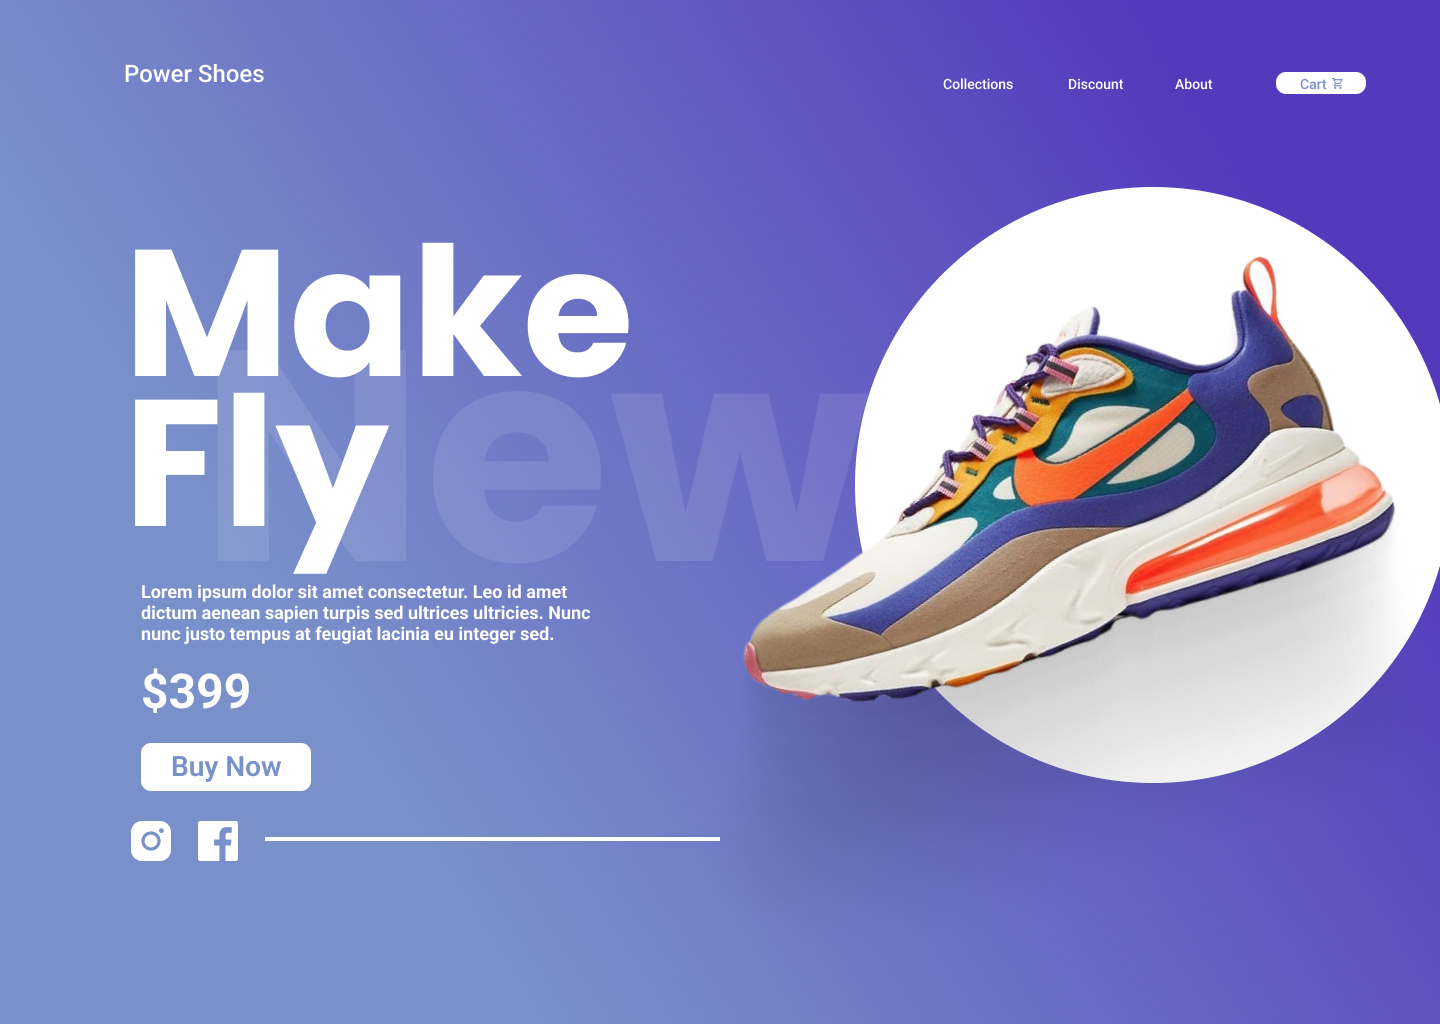 Power Shoes
Collections
Discount
About
Cart
Make
Fly
New
Lorem ipsum dolor sit amet consectetur. Leo id amet
dictum aenean sapien turpis sed ultrices ultricies. Nunc
nunc justo tempus at feugiat lacinia eu integer sed.
$399
Buy Now